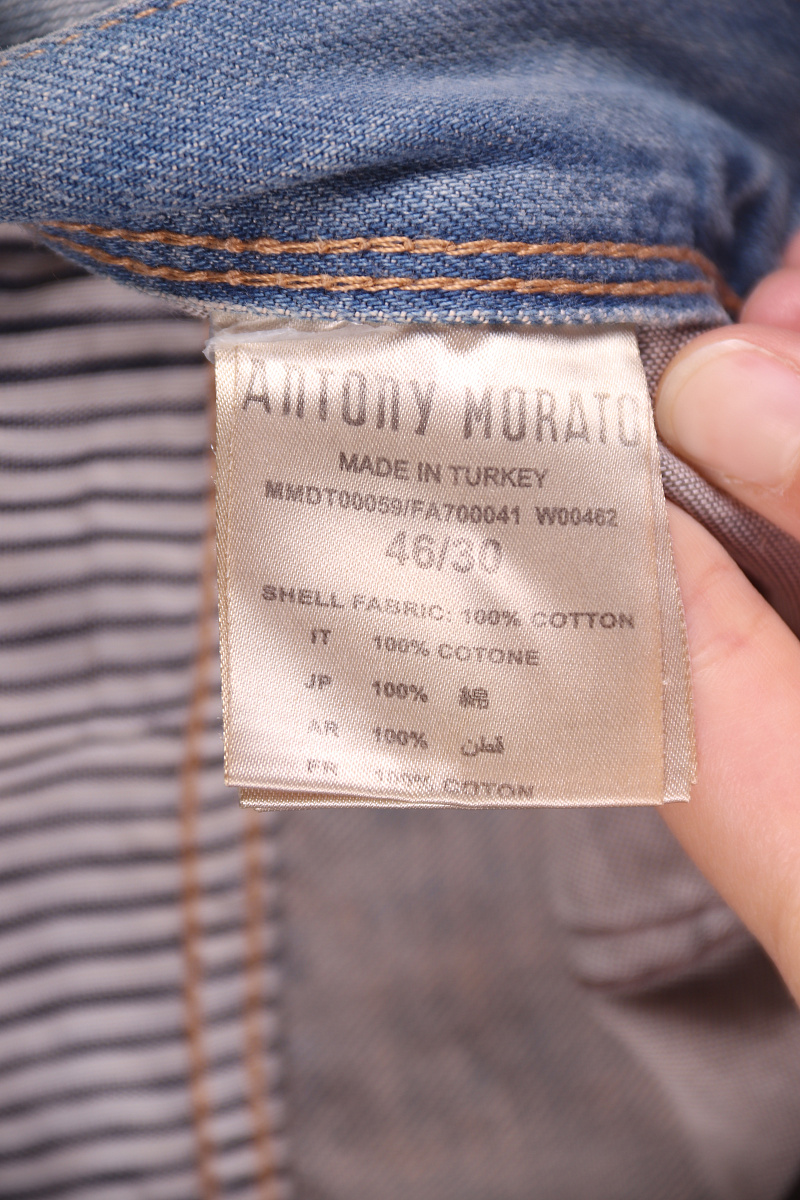 ANTONY MORATO
MADE IN TURKEY
MMDT00059/FA700041 W00462
46/30
SHELL FABRIC: 100% COTTON
IT 100% COTONE
JP 100% 綿
AR 100% قطن
FR 100% COTON